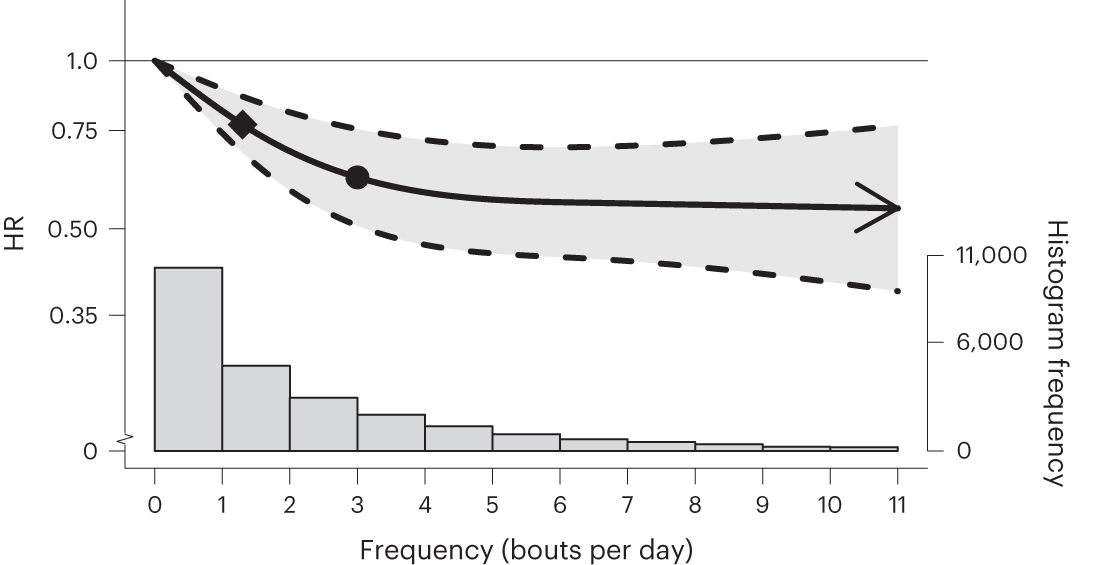 HR
1.0
0.75
0.50
0.35
0
11,000
6,000
0
Histogram frequency
0 1 2 3 4 5 6 7 8 9 10 11
Frequency (bouts per day)